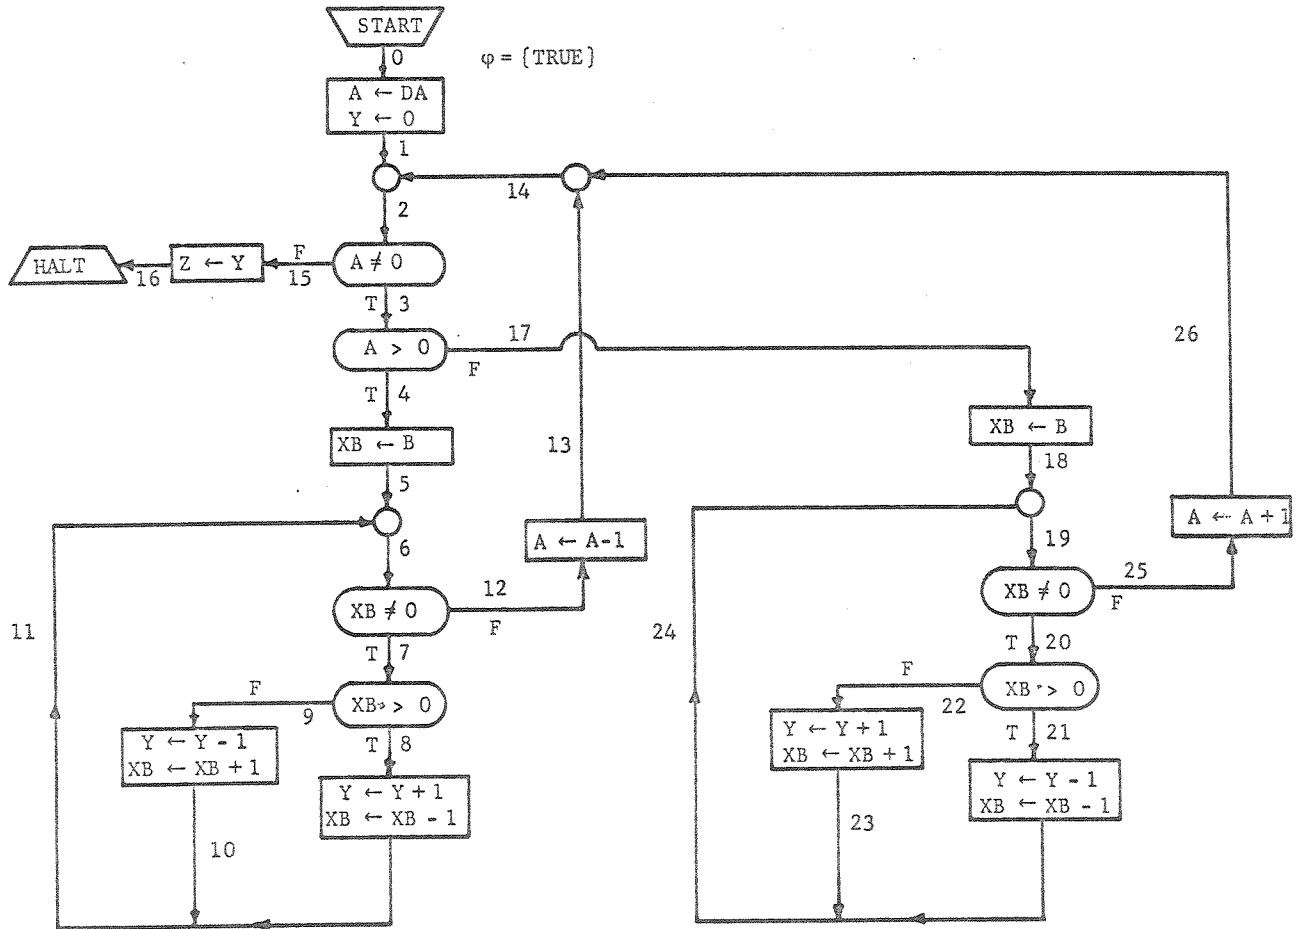 START
0
φ = {TRUE}
A ← DA
Y ← 0
1
14
2
HALT
16
Z ← Y
F
15
A ≠ 0
T 3
17
26
A > 0
F
T 4
XB ← B
XB ← B
13
18
5
A ← A-1
A ← A+1
6
19
12
25
XB ≠ 0
F
XB ≠ 0
F
11
24
T 7
T 20
F
F
9
XB > 0
22
XB > 0
T 8
T 21
Y ← Y-1
XB ← XB+1
Y ← Y+1
XB ← XB+1
Y ← Y+1
XB ← XB-1
Y ← Y-1
XB ← XB-1
10
23